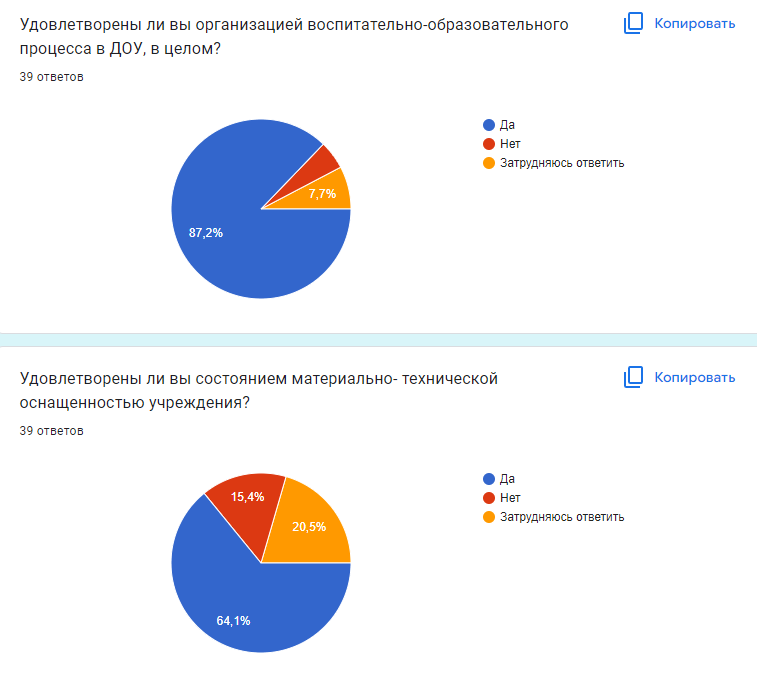 Удовлетворены ли вы организацией воспитательно-образовательного
процесса в ДОУ, в целом?
Копировать
39 ответов
Да
Нет
Затрудняюсь ответить
7,7%
87,2%
Удовлетворены ли вы состоянием материально- технической
оснащенностью учреждения?
Копировать
39 ответов
Да
Нет
Затрудняюсь ответить
15,4%
20,5%
64,1%